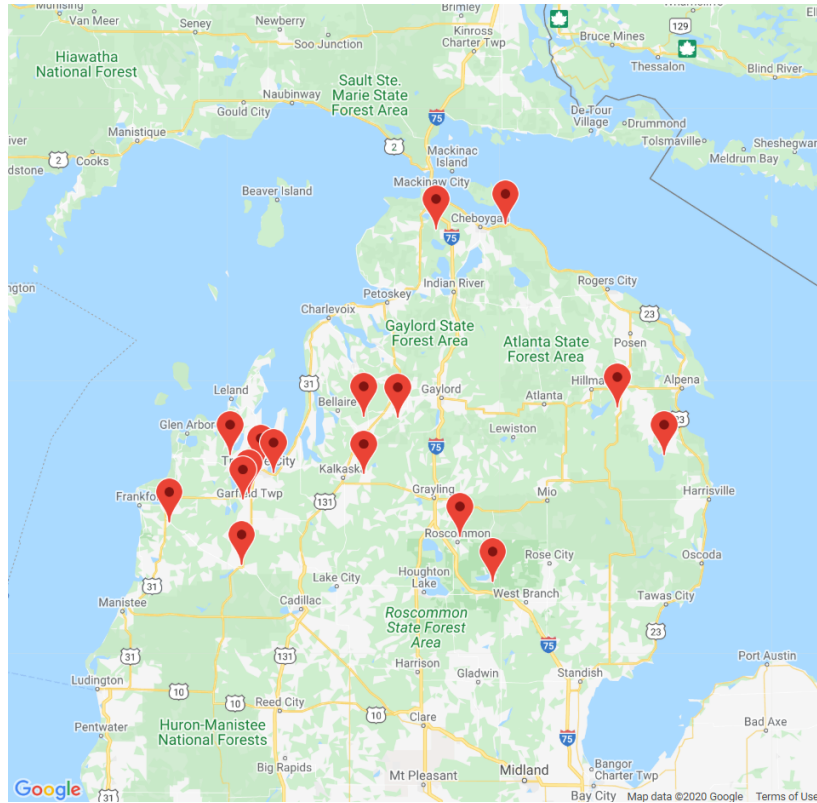 Munising
Van Meer
Seney
Newberry
Soo Junction
Brimley
Kinross
Charter Twp
129
Bruce Mines
Thessalon
Blind River
Hiawatha
National Forest
Sault Ste.
Marie State
Forest Area
Naubinway
Gould City
75
De Tour
Village
Drummond
Tolsmaville
Manistique
2
Cooks
2
Mackinac
Island
Meldrum Bay
Mackinaw City
Beaver Island
Cheboygan
75
Indian River
Petoskey
Rogers City
Charlevoix
23
Gaylord State
Forest Area
Atlanta State
Forest Area
Posen
31
Leland
Bellaire
Gaylord
Atlanta
Alpena
Glen Arbor
75
Lewiston
23
Kalkaska
Garfield Twp
131
Grayling
Mio
Harrisville
Roscommon
Rose City
Oscoda
Houghton
Lake
31
Lake City
West Branch
Manistee
Cadillac
Tawas City
Roscommon
State Forest
Area
23
31
131
75
Port Austin
Harrison
Gladwin
Standish
Ludington
10
10
Reed City
10
Pentwater
Huron-Manistee
National Forests
Clare
Bad Axe
75
Big Rapids
Mt Pleasant
Midland
Bangor
Charter Twp
Google
31
Bay City
Map data ©2020 Google
Terms of Use